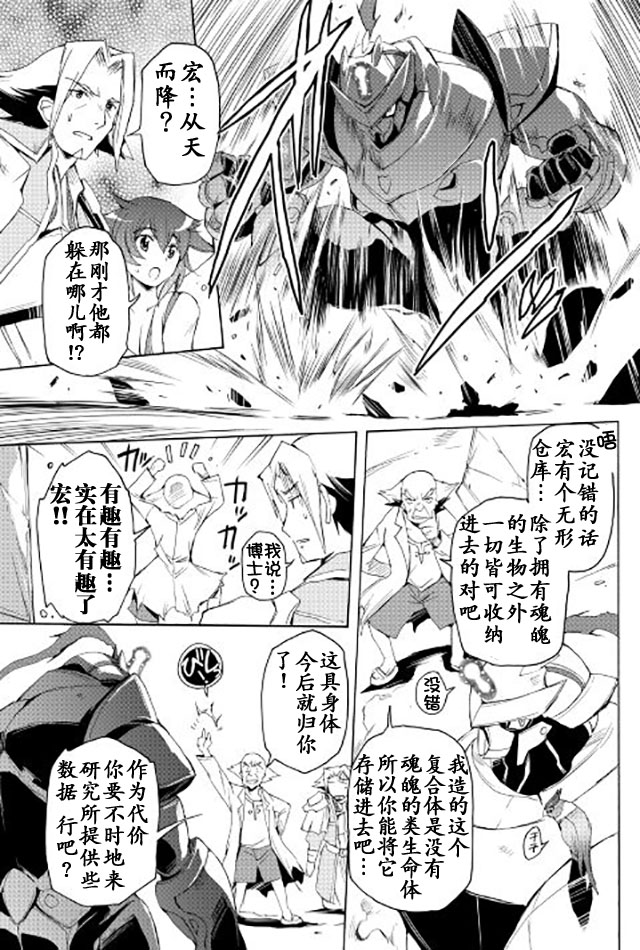 宏…从天
而降？
那刚才他都
躲在哪儿啊!?
唔
没记错的话
宏有个无形
仓库…
除了拥有魂魄
的生物之外
一切皆可收纳
进去的对吧
我说…
博士？
有趣有趣…
实在太有趣了
宏!!
没错
我造的这个
复合体是没有
魂魄的类生命体
所以你能将它
存储进去吧…
这具身体
今后就归你
了！
びしっ
作为代价
你要不时地来
研究所提供些
数据 行吧？